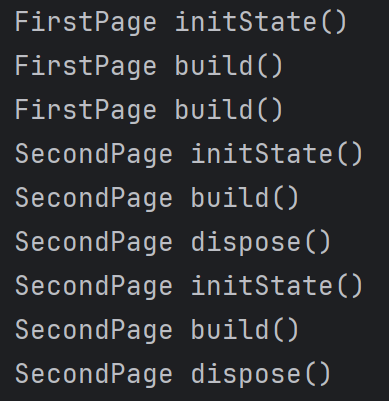 FirstPage initState()
FirstPage build()
FirstPage build()
SecondPage initState()
SecondPage build()
SecondPage dispose()
SecondPage initState()
SecondPage build()
SecondPage dispose()